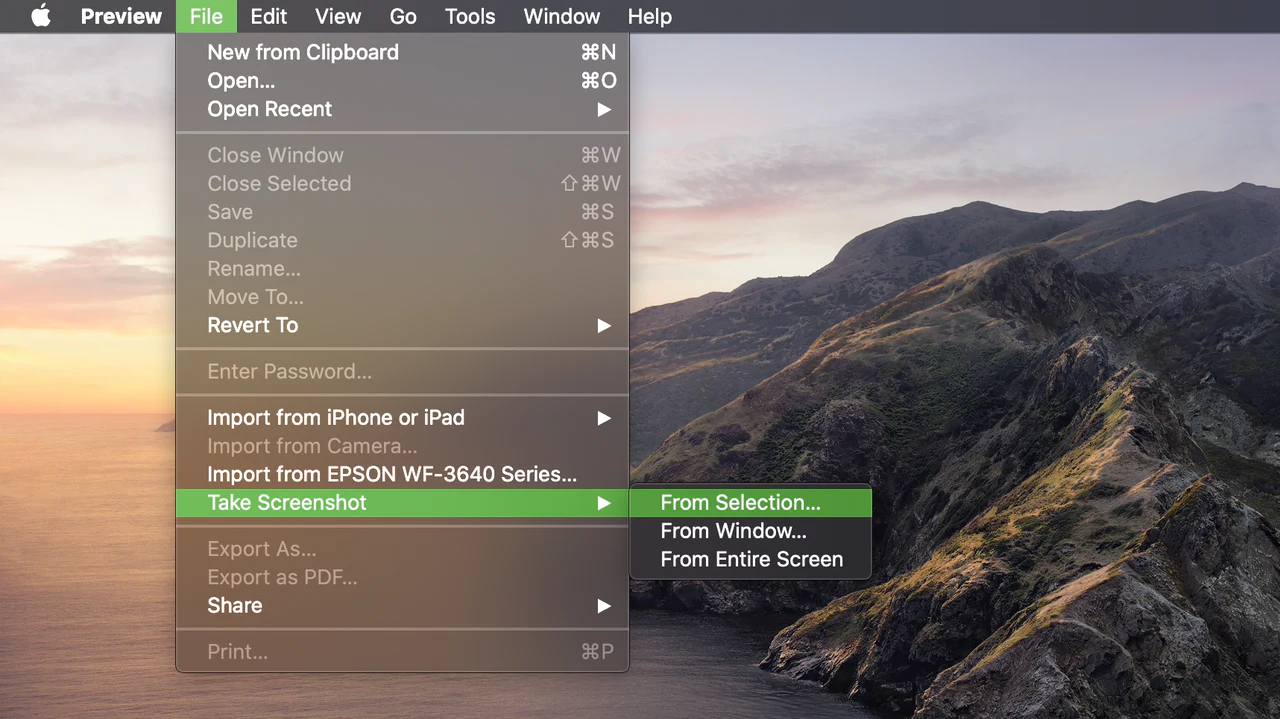 Preview File Edit View Go Tools Window Help
New from Clipboard ⌘N
Open... ⌘O
Open Recent ▶
Close Window ⌘W
Close Selected ⇧⌘W
Save ⌘S
Duplicate ⇧⌘S
Rename...
Move To...
Revert To ▶
Enter Password...
Import from iPhone or iPad ▶
Import from Camera...
Import from EPSON WF-3640 Series...
Take Screenshot ▶ From Selection...
From Window...
From Entire Screen
Export As...
Export as PDF...
Share ▶
Print... ⌘P